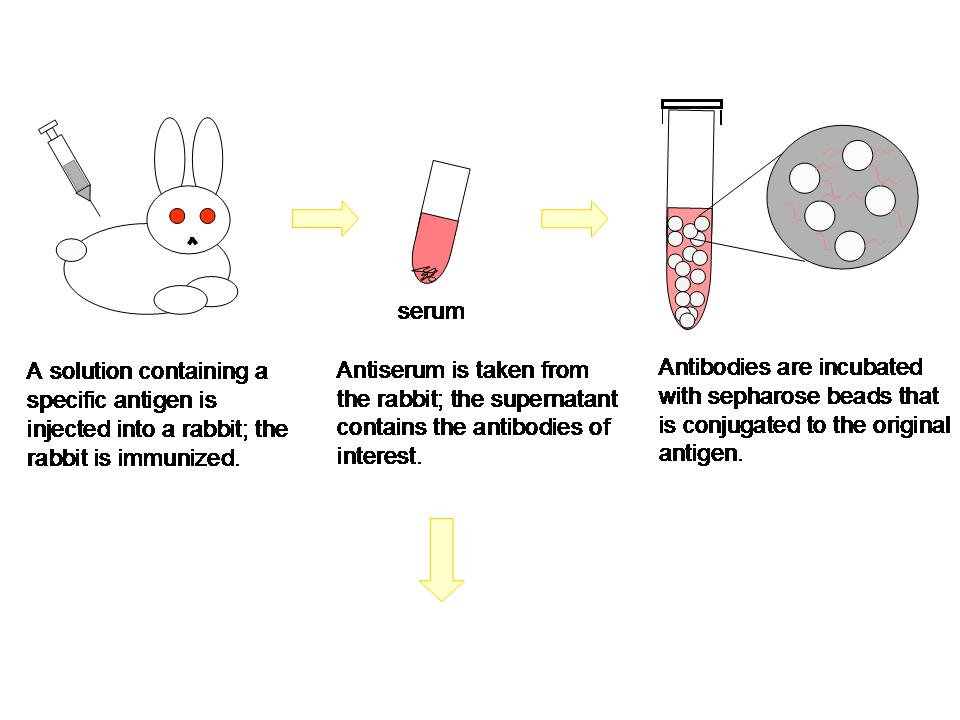 serum
A solution containing a
specific antigen is
injected into a rabbit; the
rabbit is immunized.
Antiserum is taken from
the rabbit; the supernatant
contains the antibodies of
interest.
Antibodies are incubated
with sepharose beads that
is conjugated to the original
antigen.